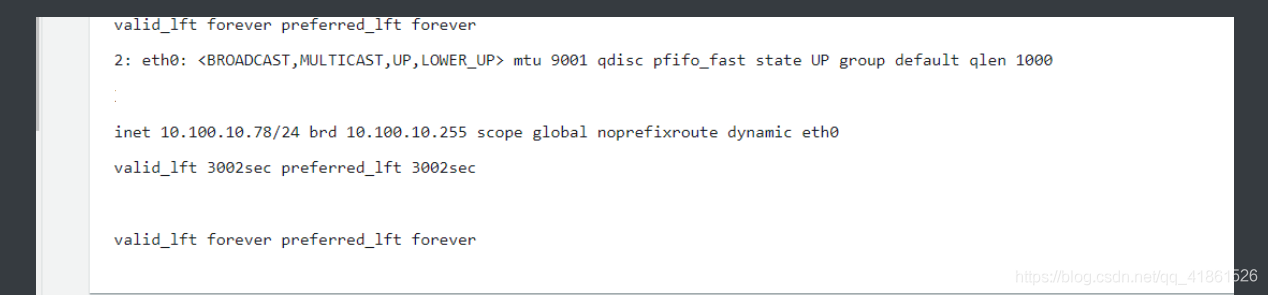 valid_lft forever preferred_lft forever
2: eth0: <BROADCAST,MULTICAST,UP,LOWER_UP> mtu 9001 qdisc pfifo_fast state UP group default qlen 1000
inet 10.100.10.78/24 brd 10.100.10.255 scope global noprefixroute dynamic eth0
valid_lft 3002sec preferred_lft 3002sec
valid_lft forever preferred_lft forever
https://blog.csdn.net/qq_41861526